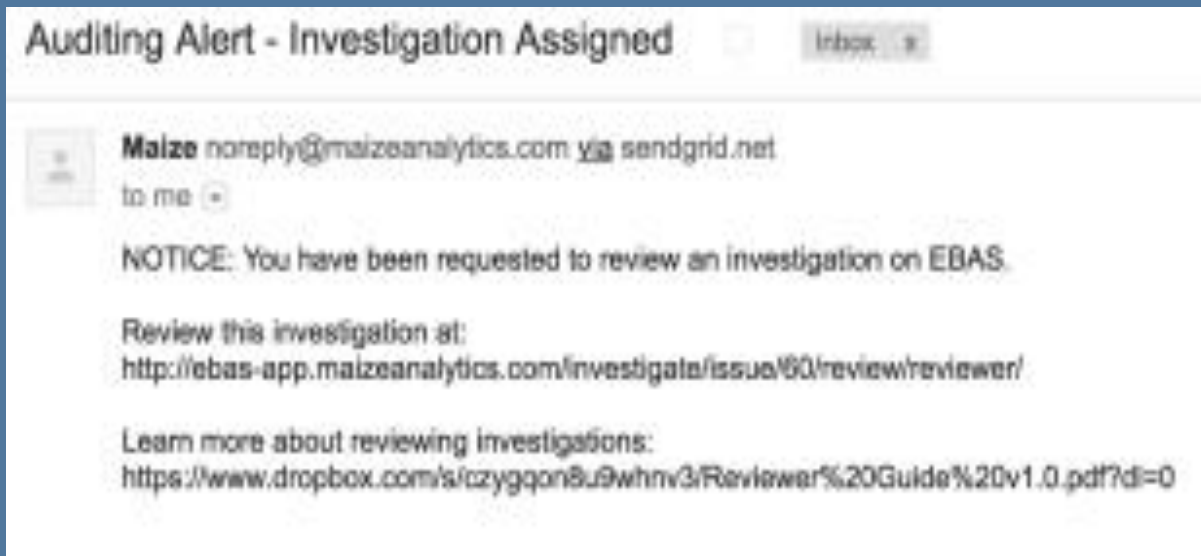 Auditing Alert - Investigation Assigned
Inbox x
Maize noreply@maizeanalytics.com via sendgrid.net
to me
NOTICE: You have been requested to review an investigation on EBAS.
Review this investigation at:
http://ebas-app.maizeanalytics.com/investigate/issue/60/review/reviewer/
Learn more about reviewing investigations:
https://www.dropbox.com/s/czygqon8u9whnv3/Reviewer%20Guide%20v1.0.pdf?dl=0